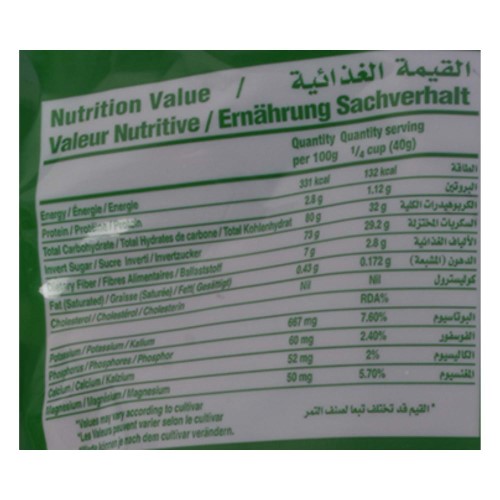 Nutrition Value / القيمة الغذائية
Valeur Nutritive / Ernährung Sachverhalt
Quantity per 100g Quantity serving 1/4 cup (40g)
Energy / Énergie / Energie 331 kcal 132 kcal الطاقة
Protein / Protéine / Protein 2.8 g 1.12 g البروتين
Total Carbohydrate / Total Hydrates de carbone / Total Kohlenhydrat 80 g 32 g الكربوهيدرات الكلية
Invert Sugar / Sucre Inverti / Invertzucker 73 g 29.2 g السكريات المختزلة
Dietary Fiber / Fibres Alimentaires / Ballaststoff 7 g 2.8 g الألياف الغذائية
Fat (Saturated) / Graisse (Saturée) / Fett( Gesättigt) 0.43 g 0.172 g الدهون (المشبعة)
Cholesterol / Cholestérol / Cholesterin Nil Nil كوليسترول
RDA%
Potassium / Potassium / Kalium 667 mg 7.60% البوتاسيوم
Phosphorus / Phosphores / Phosphor 60 mg 2.40% الفوسفور
Calcium / Calcium / Kalzium 52 mg 2% الكاليسيوم
Magnesium / Magnésium / Magnesium 50 mg 5.70% المغنسيوم
*Values may vary according to cultivar * القيم قد تختلف تبعا لصنف التمر
*Les Valeurs peuvent varier selon le cultivar
können je nach dem cultivar verändern.